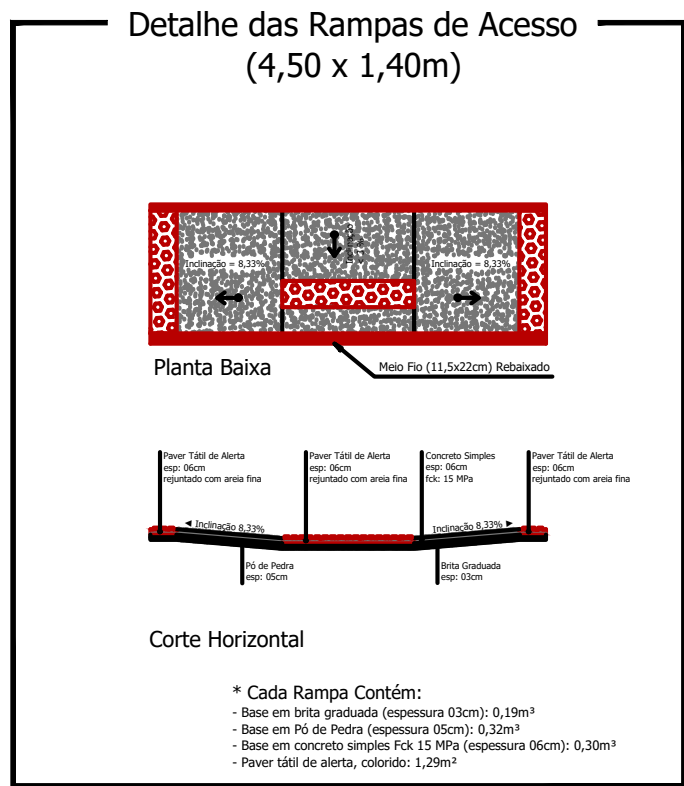 Detalhe das Rampas de Acesso
(4,50 x 1,40m)
Inclinação = 8,33%
Inclinação
Inclinação = 8,33%
Planta Baixa
Meio Fio (11,5x22cm) Rebaixado
Paver Tátil de Alerta
esp: 06cm
rejuntado com areia fina
Paver Tátil de Alerta
esp: 06cm
rejuntado com areia fina
Concreto Simples
esp: 06cm
fck: 15 MPa
Paver Tátil de Alerta
esp: 06cm
rejuntado com areia fina
Inclinação 8,33%
Inclinação 8,33%
Pó de Pedra
esp: 05cm
Brita Graduada
esp: 03cm
Corte Horizontal
* Cada Rampa Contém:
- Base em brita graduada (espessura 03cm): 0,19m³
- Base em Pó de Pedra (espessura 05cm): 0,32m³
- Base em concreto simples Fck 15 MPa (espessura 06cm): 0,30m³
- Paver tátil de alerta, colorido: 1,29m²